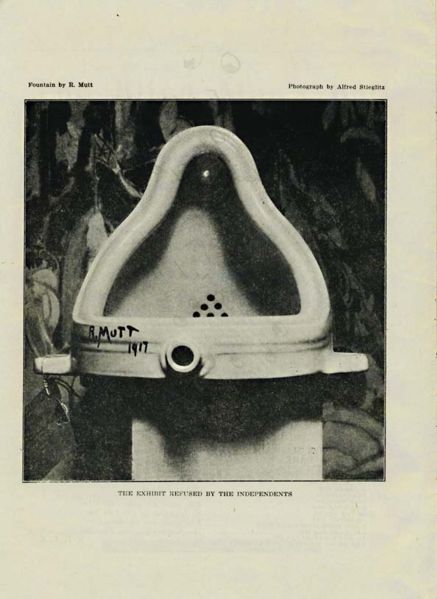 Fountain by R. Mutt
Photograph by Alfred Stieglitz
R. MUTT
1917
THE EXHIBIT REFUSED BY THE INDEPENDENTS